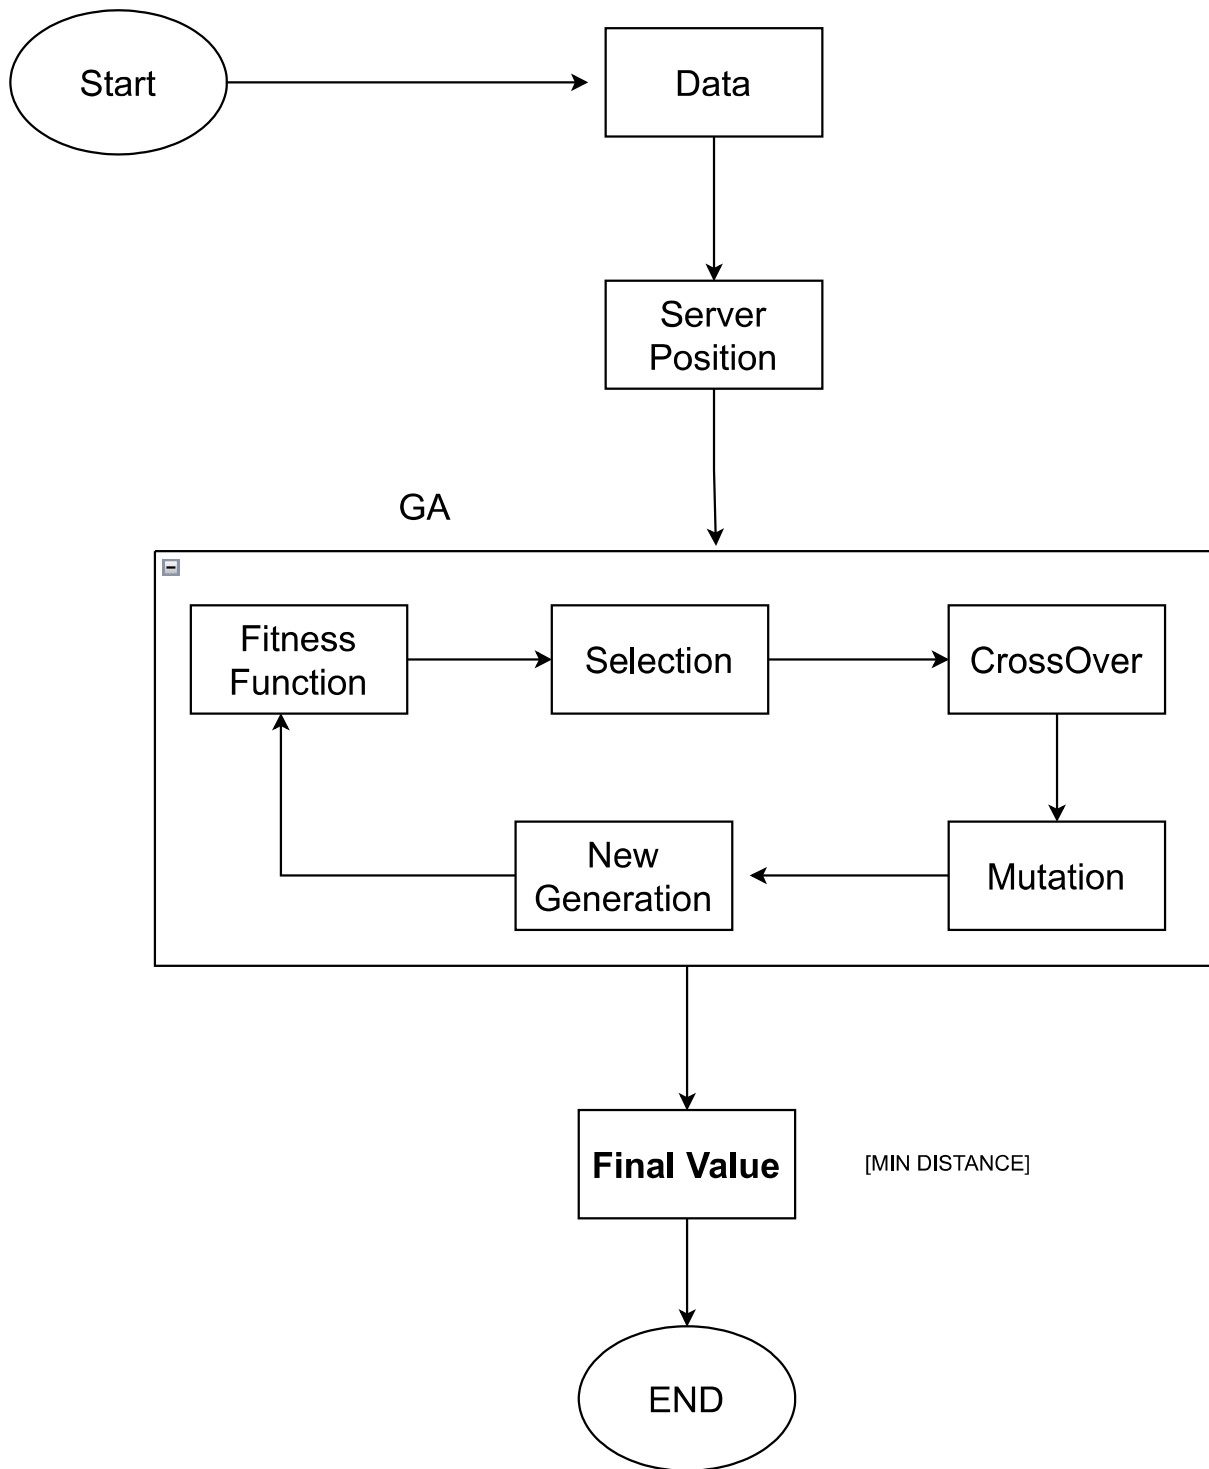 Start
Data
Server
Position
GA
Fitness
Function
Selection
CrossOver
New
Generation
Mutation
Final Value
[MIN DISTANCE]
END